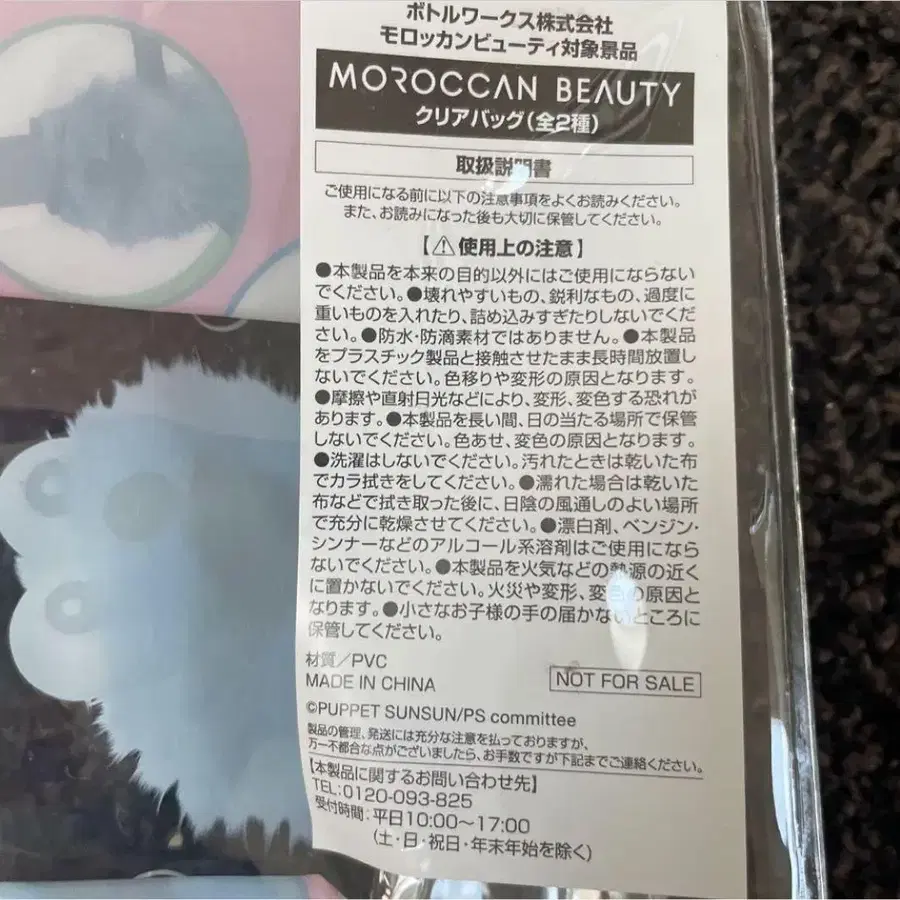 ボトルワークス株式会社
モロッカンビューティ対象景品
MOROCCAN BEAUTY
クリアバッグ(全2種)
取扱説明書
ご使用になる前に以下の注意事項をよくお読みください。
また、お読みになった後も大切に保管してください。
【⚠使用上の注意】
●本製品を本来の目的以外にはご使用にならない
でください。●壊れやすいもの、鋭利なもの、過度に
重いものを入れたり、詰め込みすぎたりしないでくだ
さい。●防水・防滴素材ではありません。●本製品
をプラスチック製品と接触させたまま長時間放置し
ないでください。色移りや変形の原因となります。
●摩擦や直射日光などにより、変形、変色する恐れが
あります。●本製品を長い間、日の当たる場所で保管
しないでください。色あせ、変色の原因となります。
●洗濯はしないでください。汚れたときは乾いた布
でカラ拭きをしてください。●濡れた場合は乾いた
布などで拭き取った後に、日陰の風通しのよい場所
で充分に乾燥させてください。●漂白剤、ベンジン・
シンナーなどのアルコール系溶剤はご使用になら
ないでください。●本製品を火気などの熱源の近く
に置かないでください。火災や変形、変色の原因と
なります。●小さなお子様の手の届かないところに
保管してください。
材質/PVC
MADE IN CHINA
NOT FOR SALE
©PUPPET SUNSUN/PS committee
製品の管理、発送には充分な注意を払っておりますが、
万一不都合な点がございましたら、お手数ですが下記までご連絡ください。
【本製品に関するお問い合わせ先】
TEL:0120-093-825
受付時間:平日10:00〜17:00
(土・日・祝日・年末年始を除く)